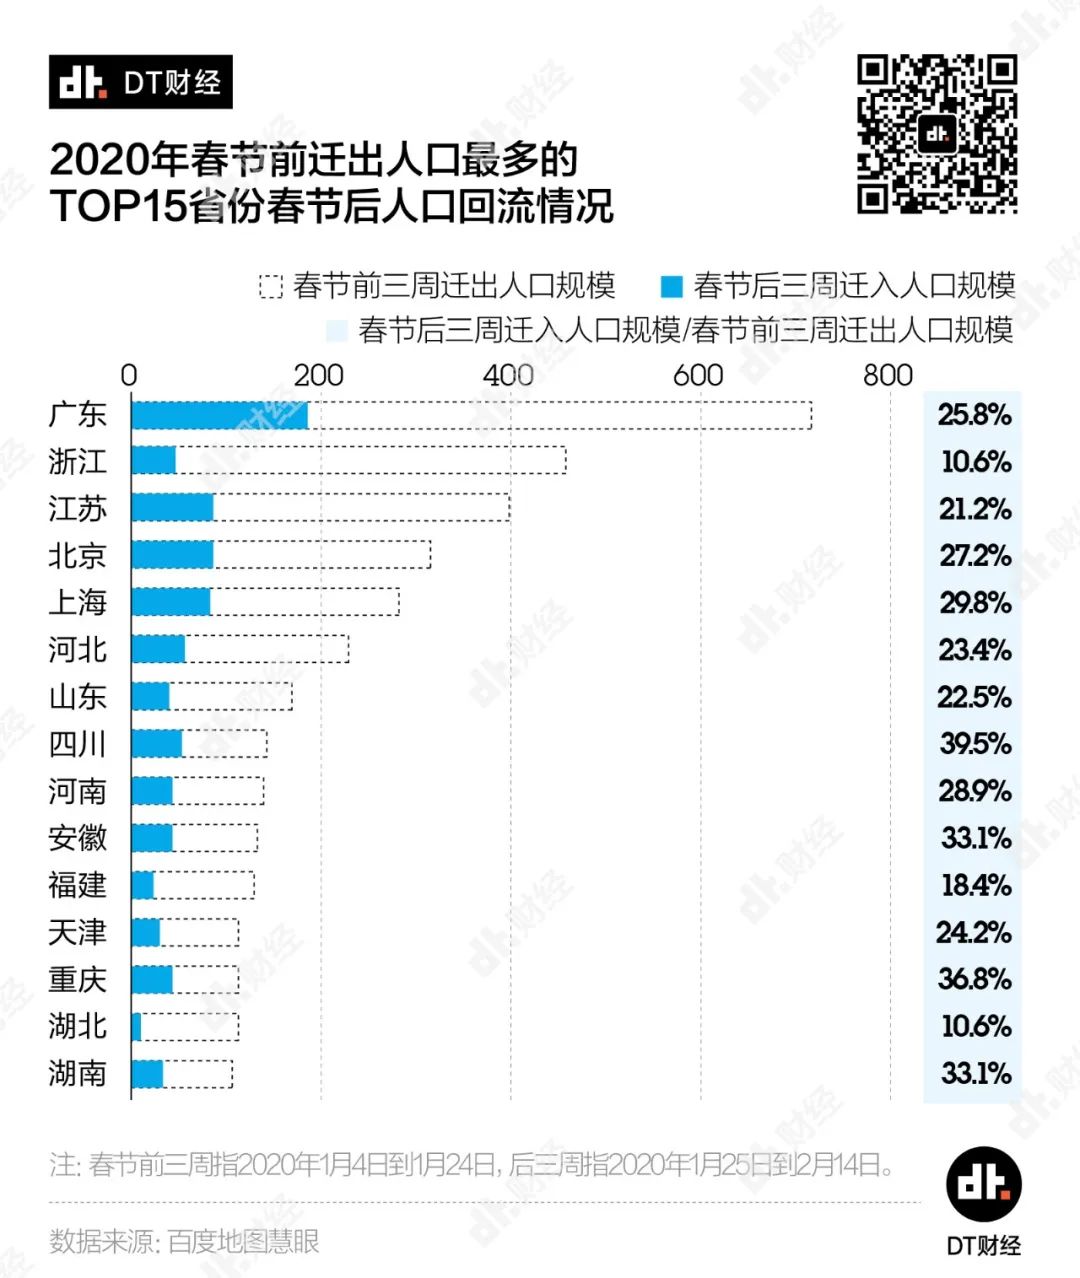 dt. DT财经
2020年春节前迁出人口最多的
TOP15省份春节后人口回流情况
春节前三周迁出人口规模 春节后三周迁入人口规模
春节后三周迁入人口规模/春节前三周迁出人口规模
0 200 400 600 800
广东 25.8%
浙江 10.6%
江苏 21.2%
北京 27.2%
上海 29.8%
河北 23.4%
山东 22.5%
四川 39.5%
河南 28.9%
安徽 33.1%
福建 18.4%
天津 24.2%
重庆 36.8%
湖北 10.6%
湖南 33.1%
注: 春节前三周指2020年1月4日到1月24日, 后三周指2020年1月25日到2月14日。
数据来源: 百度地图慧眼
dt.
DT财经